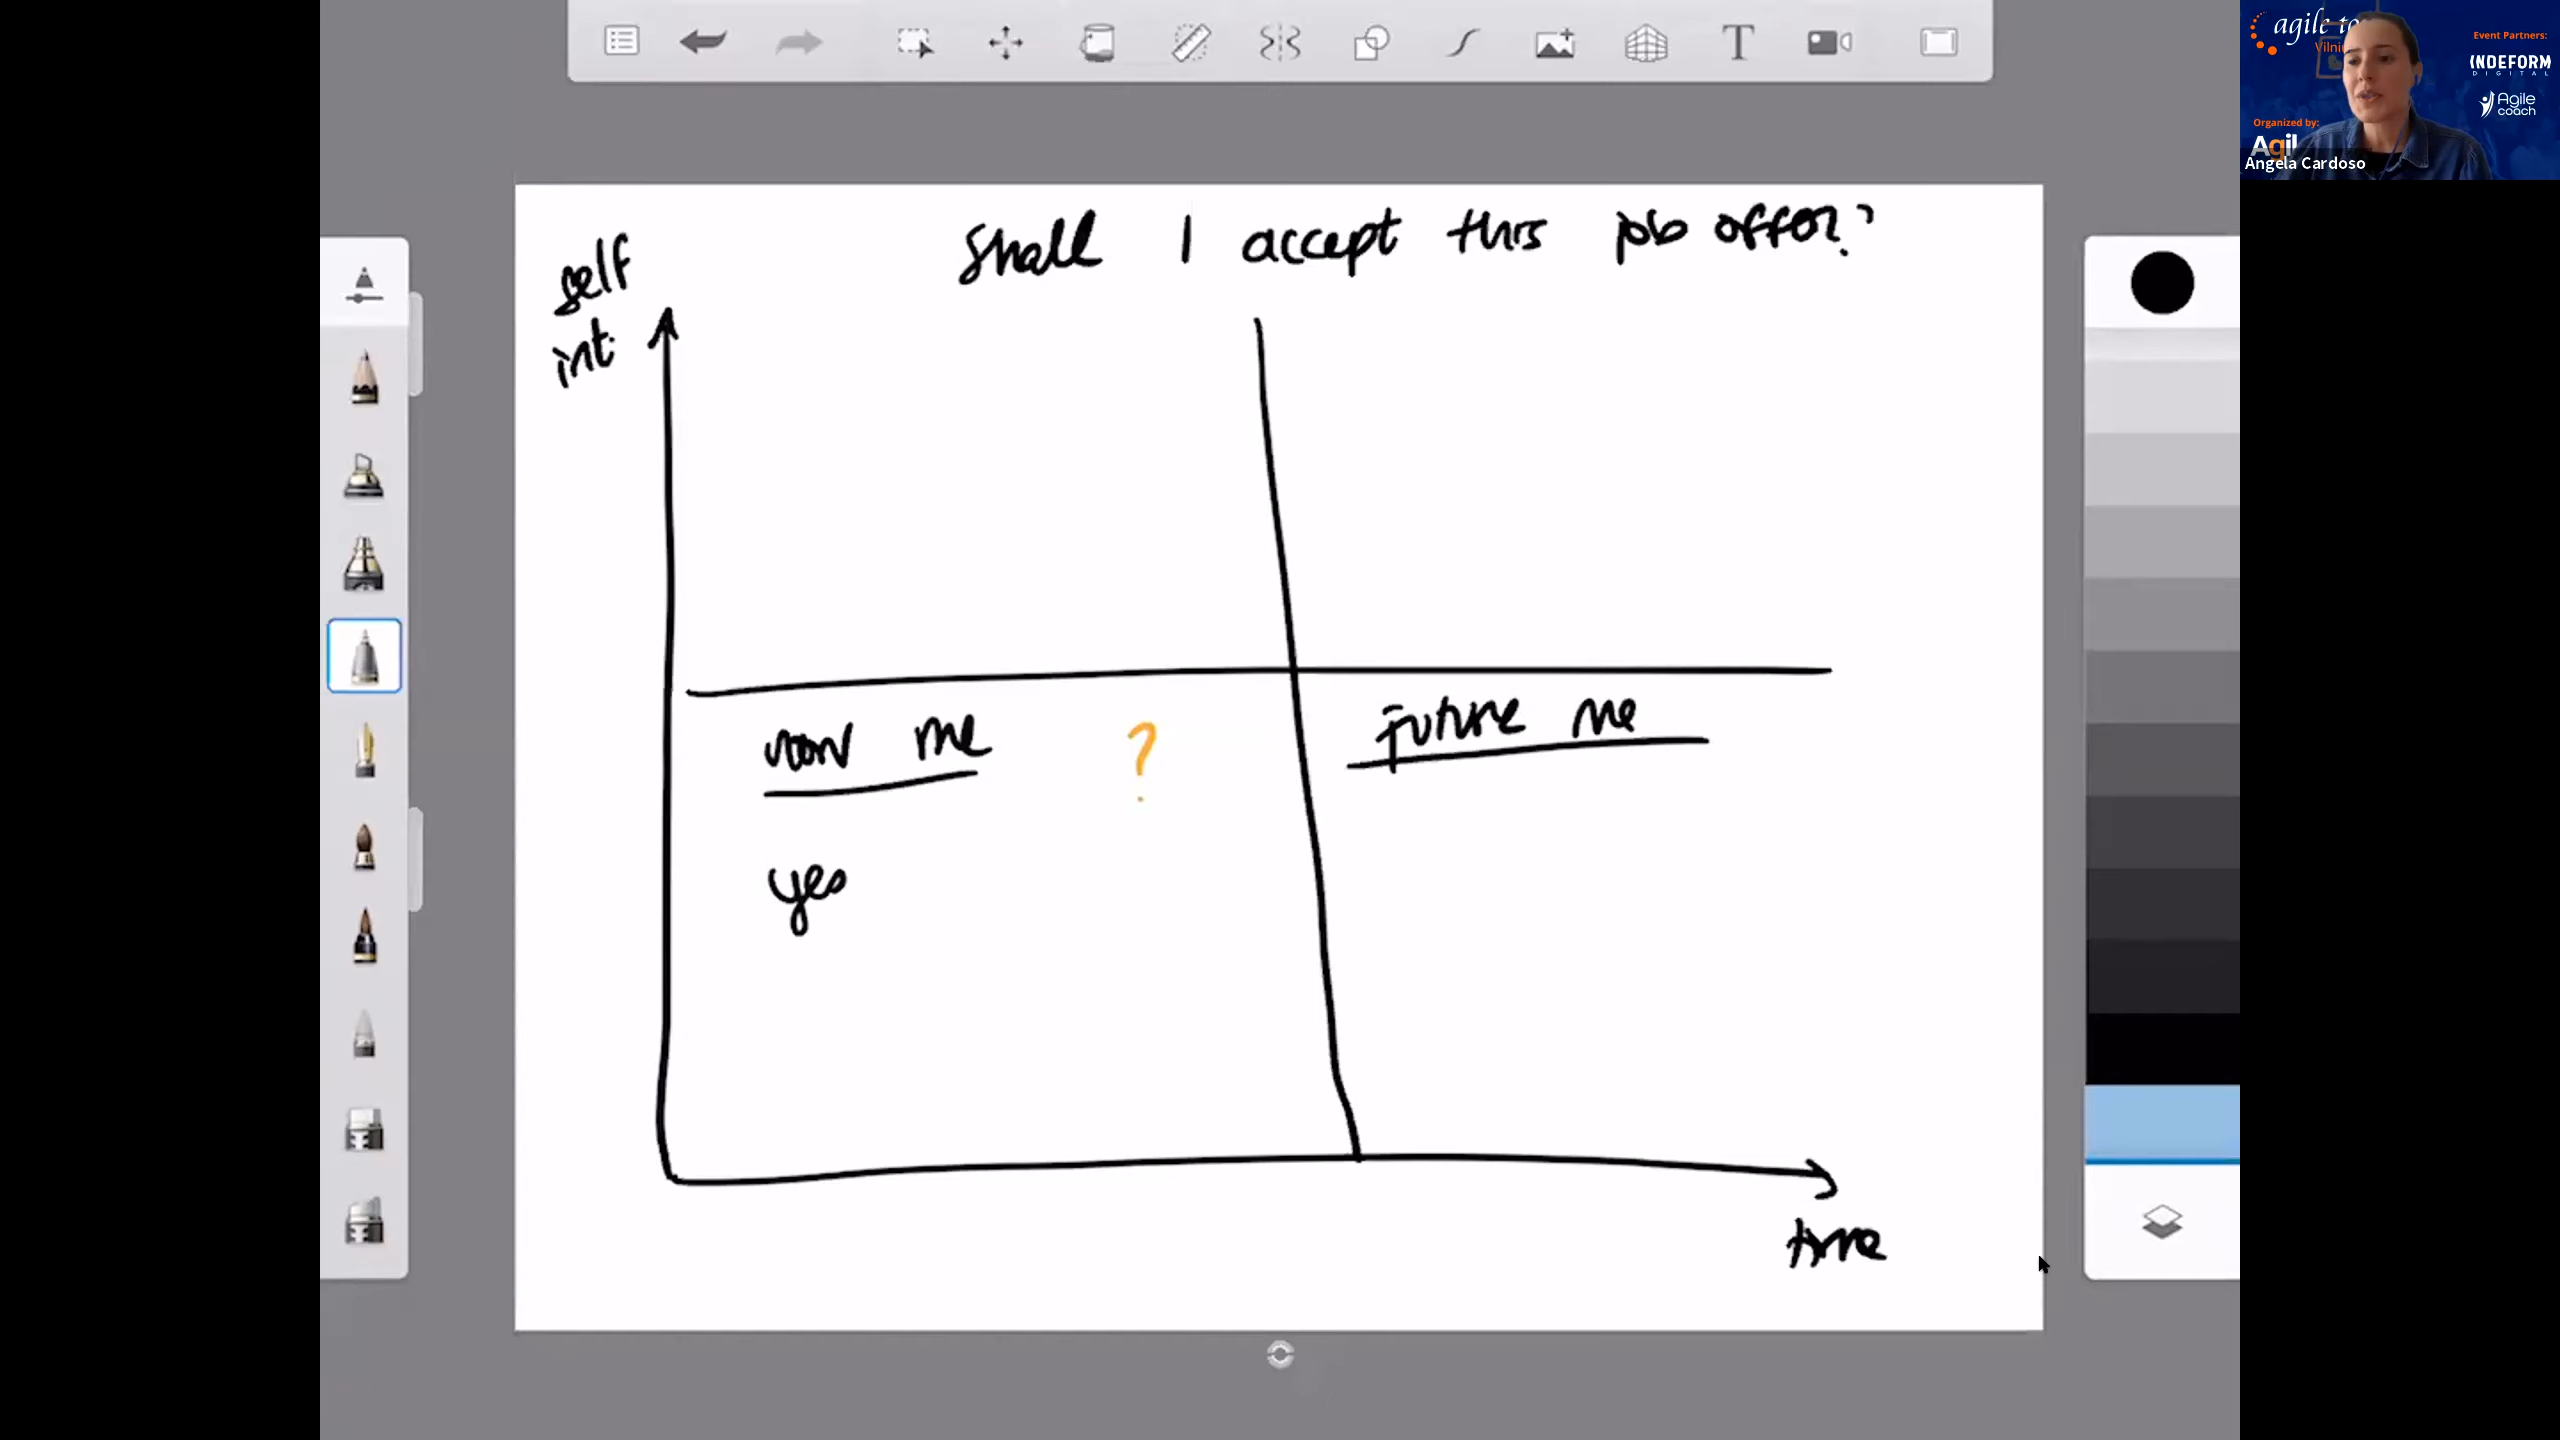 agile to
Vilni
Event Partners:
INDEFORM
DIGITAL
Agile
coach
Organized by:
Agil
Angela Cardoso
T
Shall I accept this job offer?
self
int.
now me ?
future me
yes
time